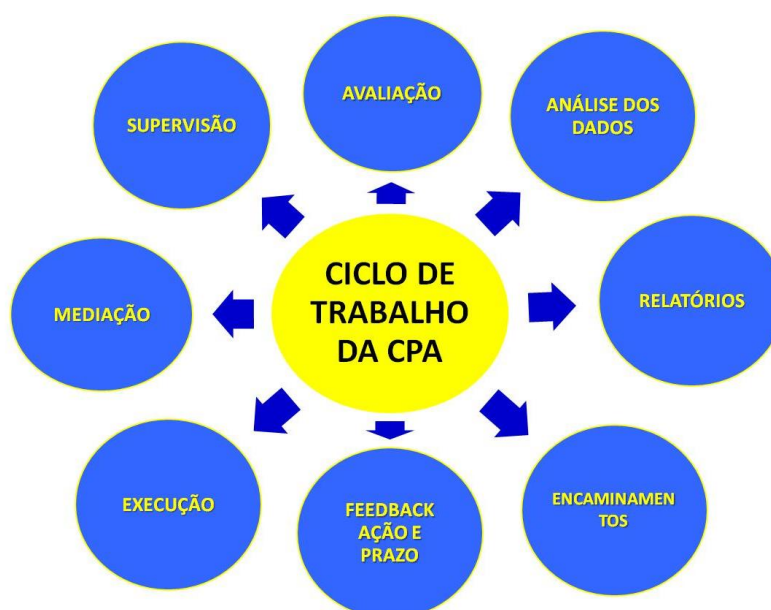 AVALIAÇÃO
ANÁLISE DOS
DADOS
SUPERVISÃO
CICLO DE
TRABALHO
DA CPA
RELATÓRIOS
MEDIAÇÃO
ENCAMINAMEN
TOS
EXECUÇÃO
FEEDBACK
AÇÃO E
PRAZO